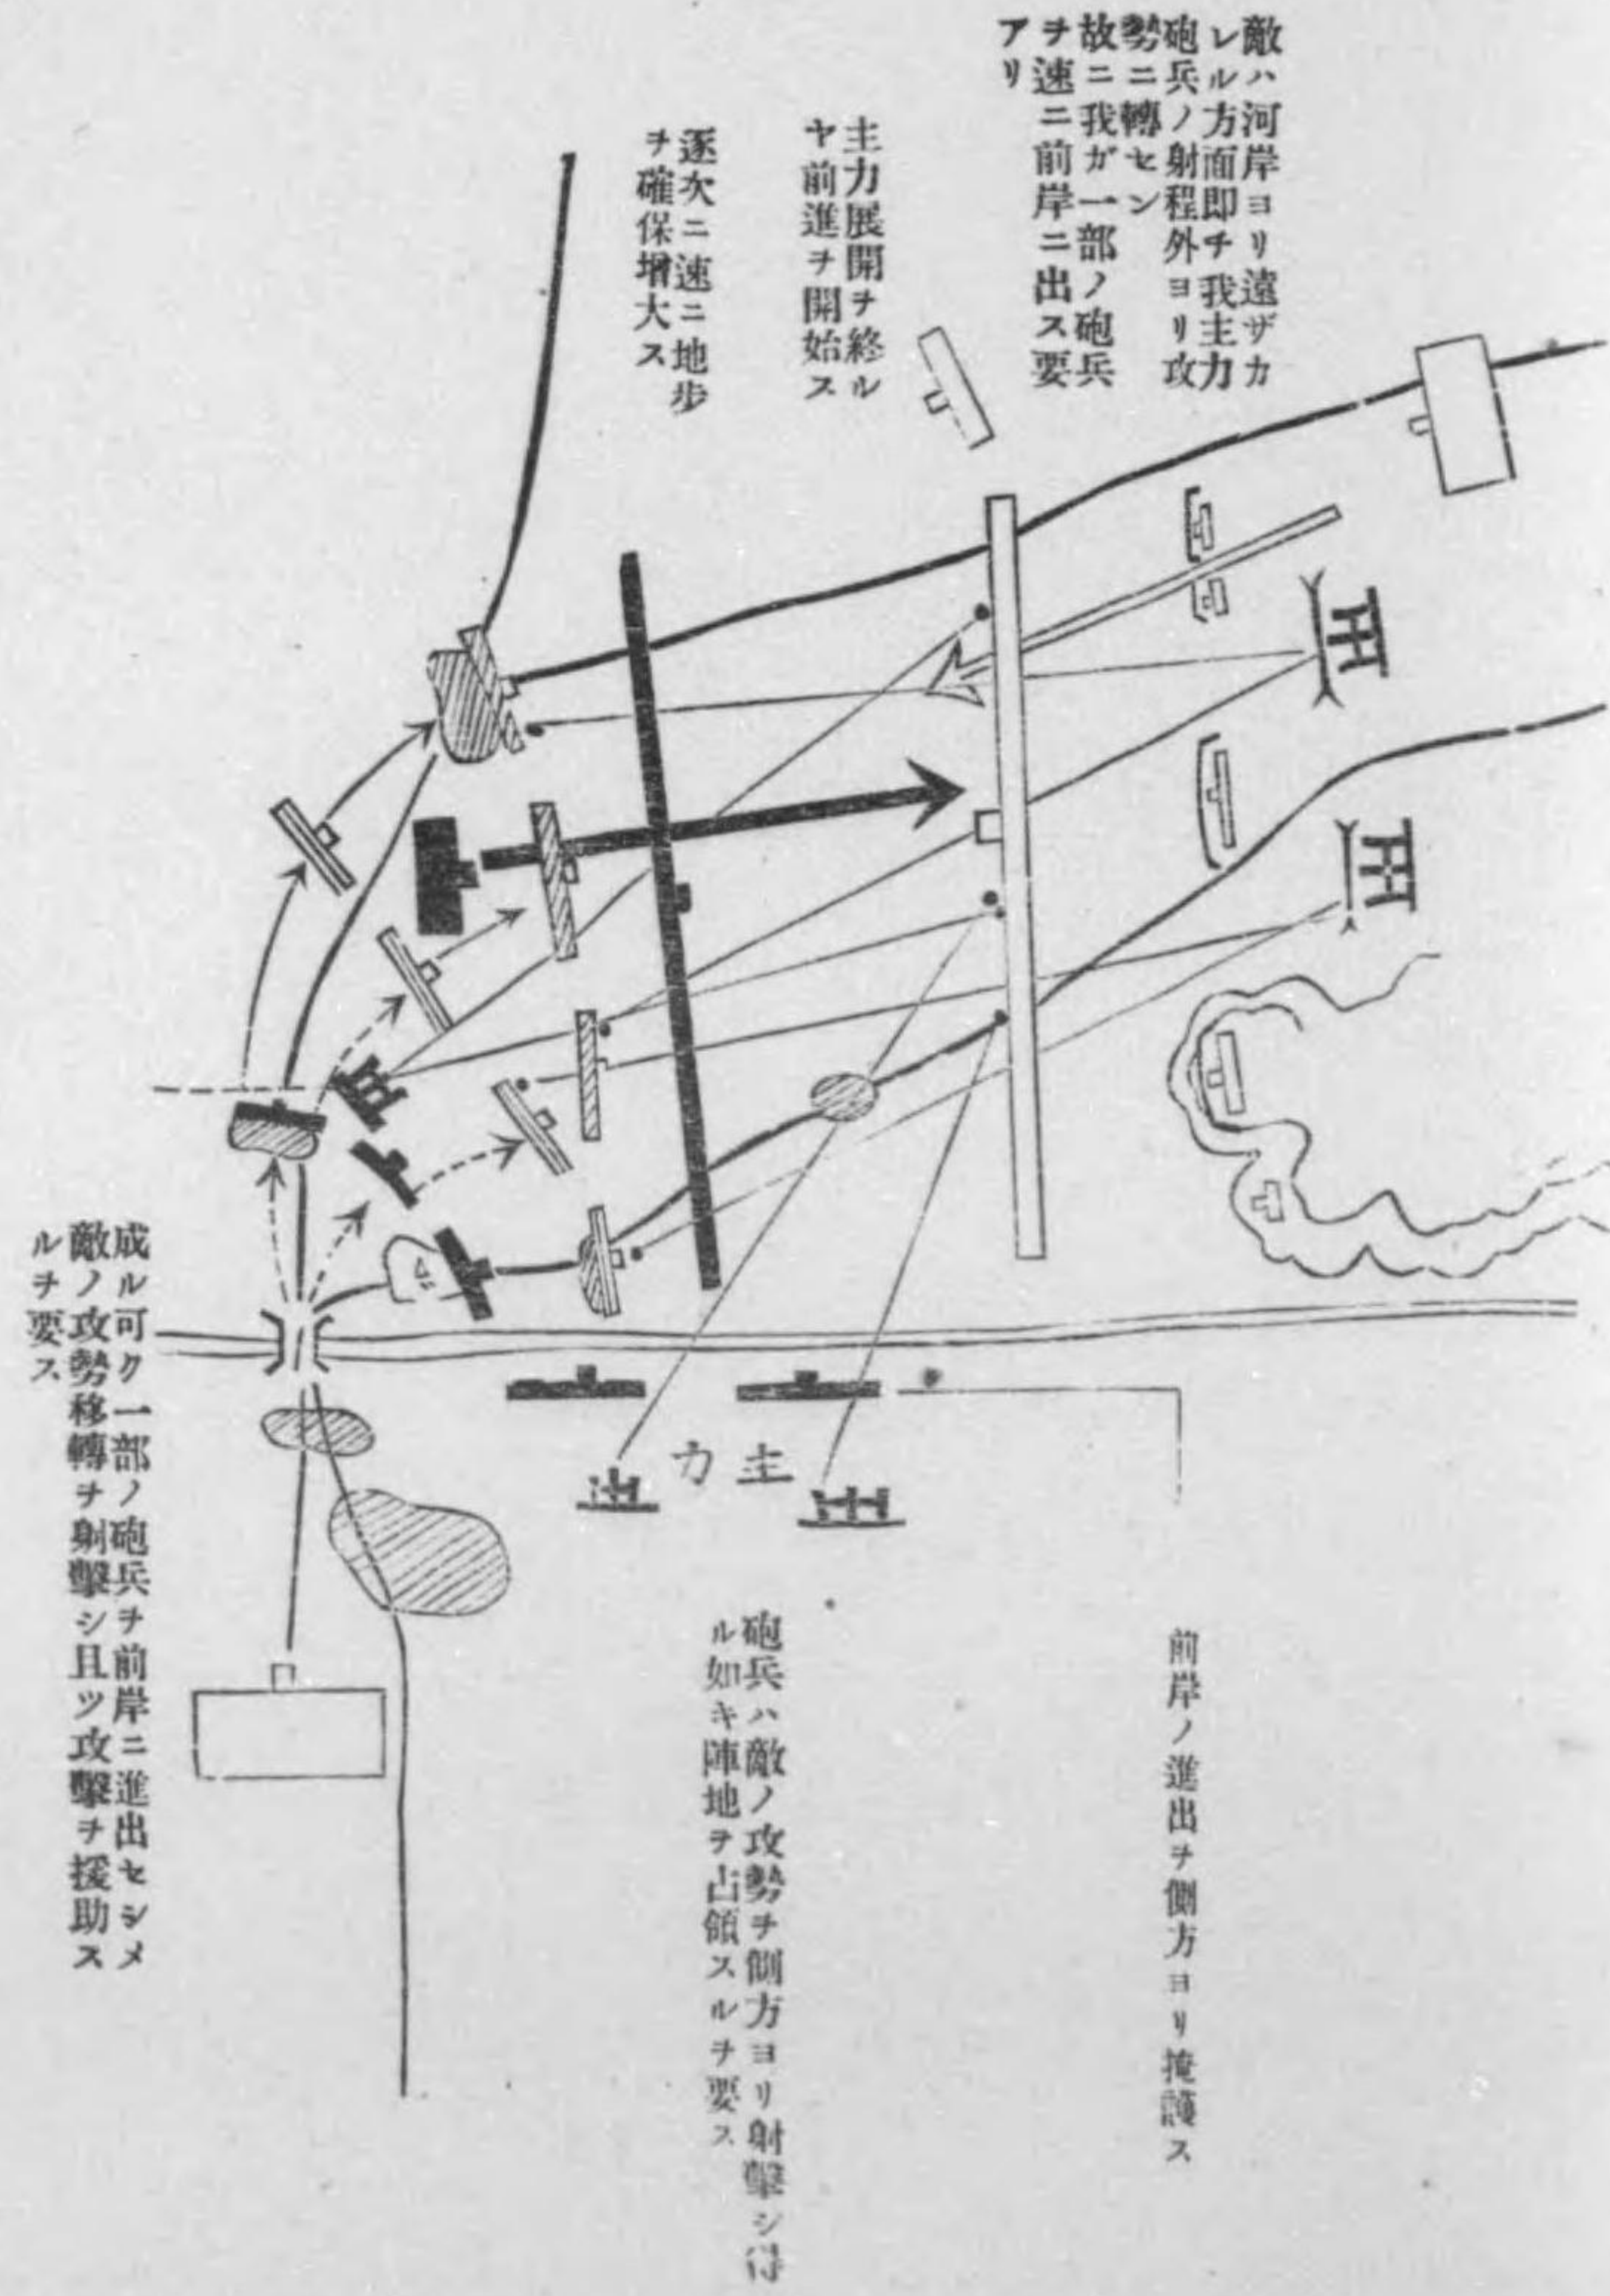 敵ハ河岸ヨリ遠ザカ
レル方面卽チ我主力
砲兵ノ射程外ヨリ攻
勢ニ轉セン
故ニ我ガ一部ノ砲兵
ヲ速ニ前岸ニ出ス要
アリ
主力展開ヲ終ル
ヤ前進ヲ開始ス
逐次ニ速ニ地歩
ヲ確保增大ス
主力
前岸ノ進出ヲ側方ヨリ掩護ス
砲兵ハ敵ノ攻勢ヲ側方ヨリ射擊シ得
ル如キ陣地ヲ占領スルヲ要ス
成ル可ク一部ノ砲兵ヲ前岸ニ進出セシメ
敵ノ攻勢移轉ヲ射擊シ且ツ攻擊ヲ援助ス
ルヲ要ス